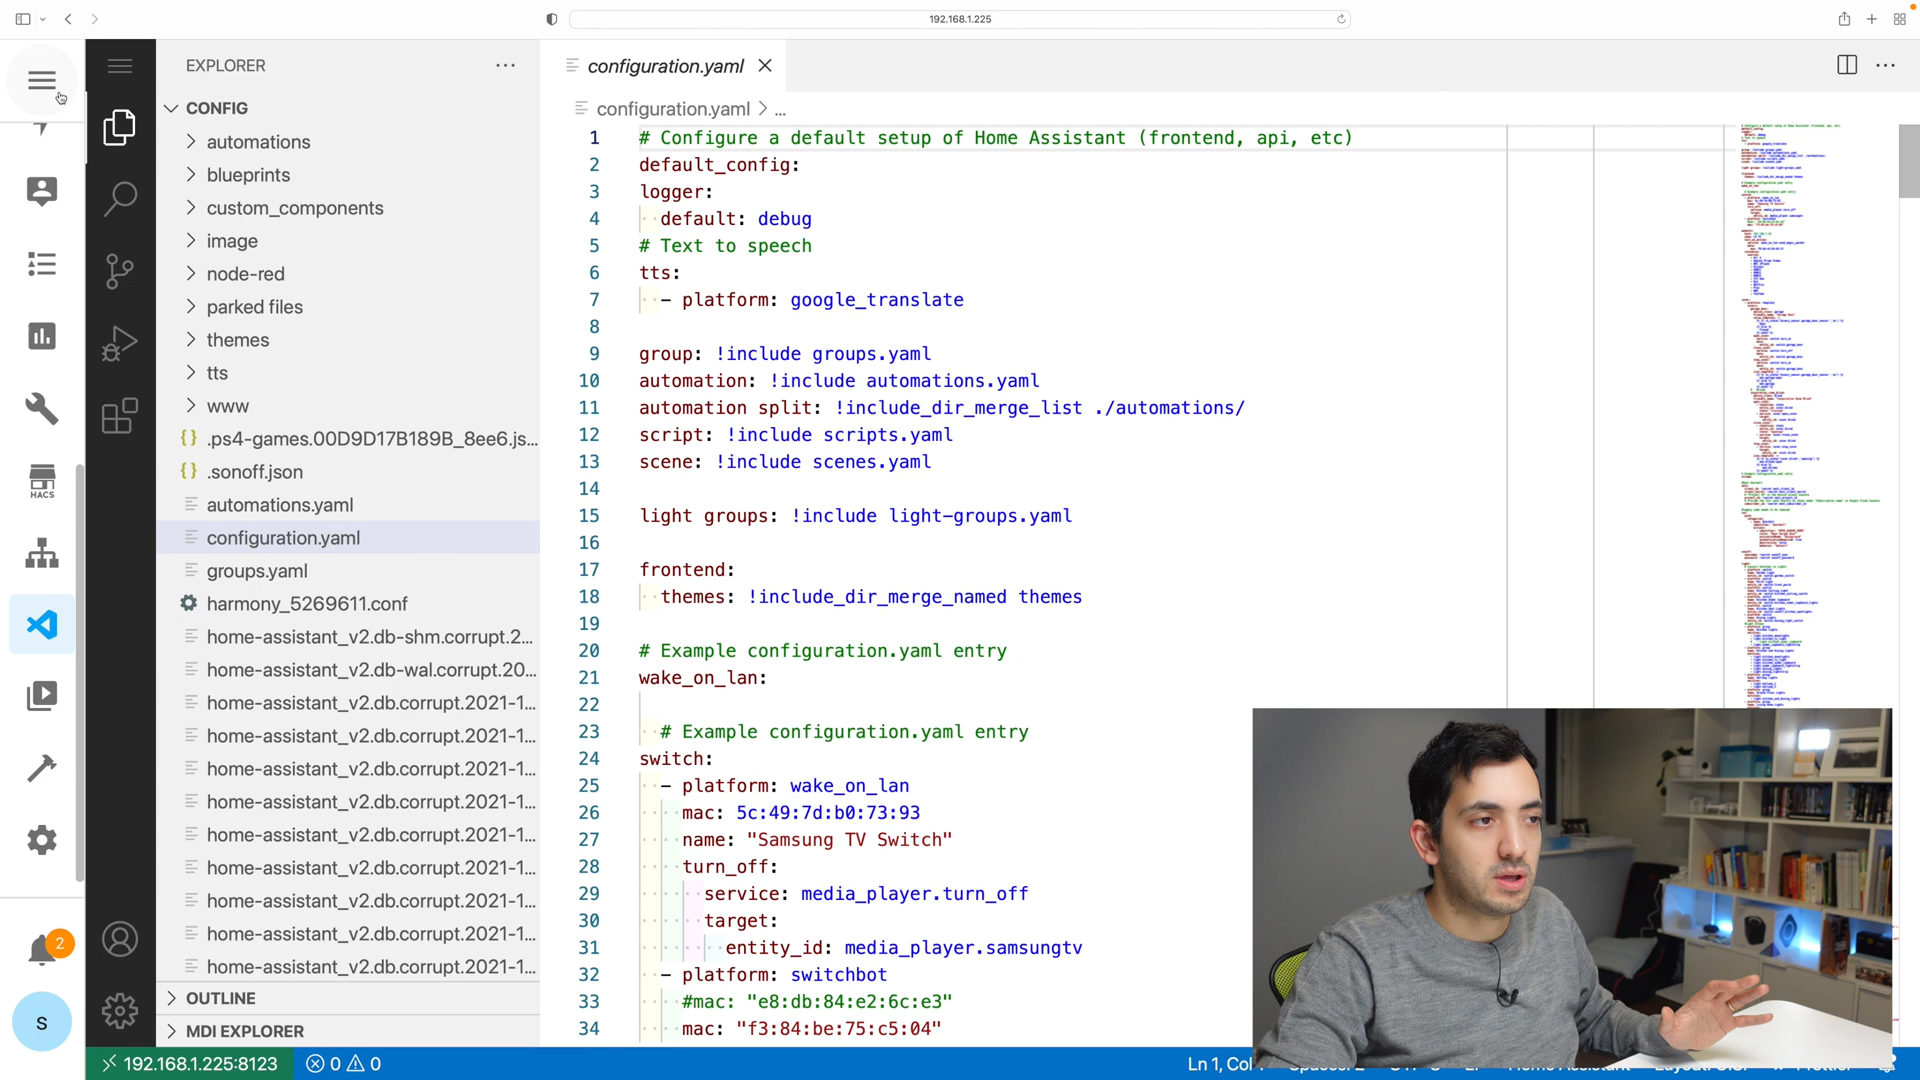 192.168.1.225
EXPLORER
configuration.yaml
CONFIG
configuration.yaml > ...
automations
blueprints
custom_components
image
node-red
parked files
themes
tts
www
{} .ps4-games.00D9D17B189B_8ee6.js...
{} .sonoff.json
automations.yaml
configuration.yaml
groups.yaml
harmony_5269611.conf
home-assistant_v2.db-shm.corrupt.2...
home-assistant_v2.db-wal.corrupt.20...
home-assistant_v2.db.corrupt.2021-1...
home-assistant_v2.db.corrupt.2021-1...
home-assistant_v2.db.corrupt.2021-1...
home-assistant_v2.db.corrupt.2021-1...
home-assistant_v2.db.corrupt.2021-1...
home-assistant_v2.db.corrupt.2021-1...
home-assistant_v2.db.corrupt.2021-1...
home-assistant_v2.db.corrupt.2021-1...
home-assistant_v2.db.corrupt.2021-1...
OUTLINE
MDI EXPLORER
HACS
2
S
1 # Configure a default setup of Home Assistant (frontend, api, etc)
2 default_config:
3 logger:
4 default: debug
5 # Text to speech
6 tts:
7 - platform: google_translate
8
9 group: !include groups.yaml
10 automation: !include automations.yaml
11 automation split: !include_dir_merge_list ./automations/
12 script: !include scripts.yaml
13 scene: !include scenes.yaml
14
15 light groups: !include light-groups.yaml
16
17 frontend:
18 themes: !include_dir_merge_named themes
19
20 # Example configuration.yaml entry
21 wake_on_lan:
22
23 # Example configuration.yaml entry
24 switch:
25 - platform: wake_on_lan
26 mac: 5c:49:7d:b0:73:93
27 name: "Samsung TV Switch"
28 turn_off:
29 service: media_player.turn_off
30 target:
31 entity_id: media_player.samsungtv
32 - platform: switchbot
33 #mac: "e8:db:84:e2:6c:e3"
34 mac: "f3:84:be:75:c5:04"
192.168.1.225:8123
0 0
Ln 1, Col